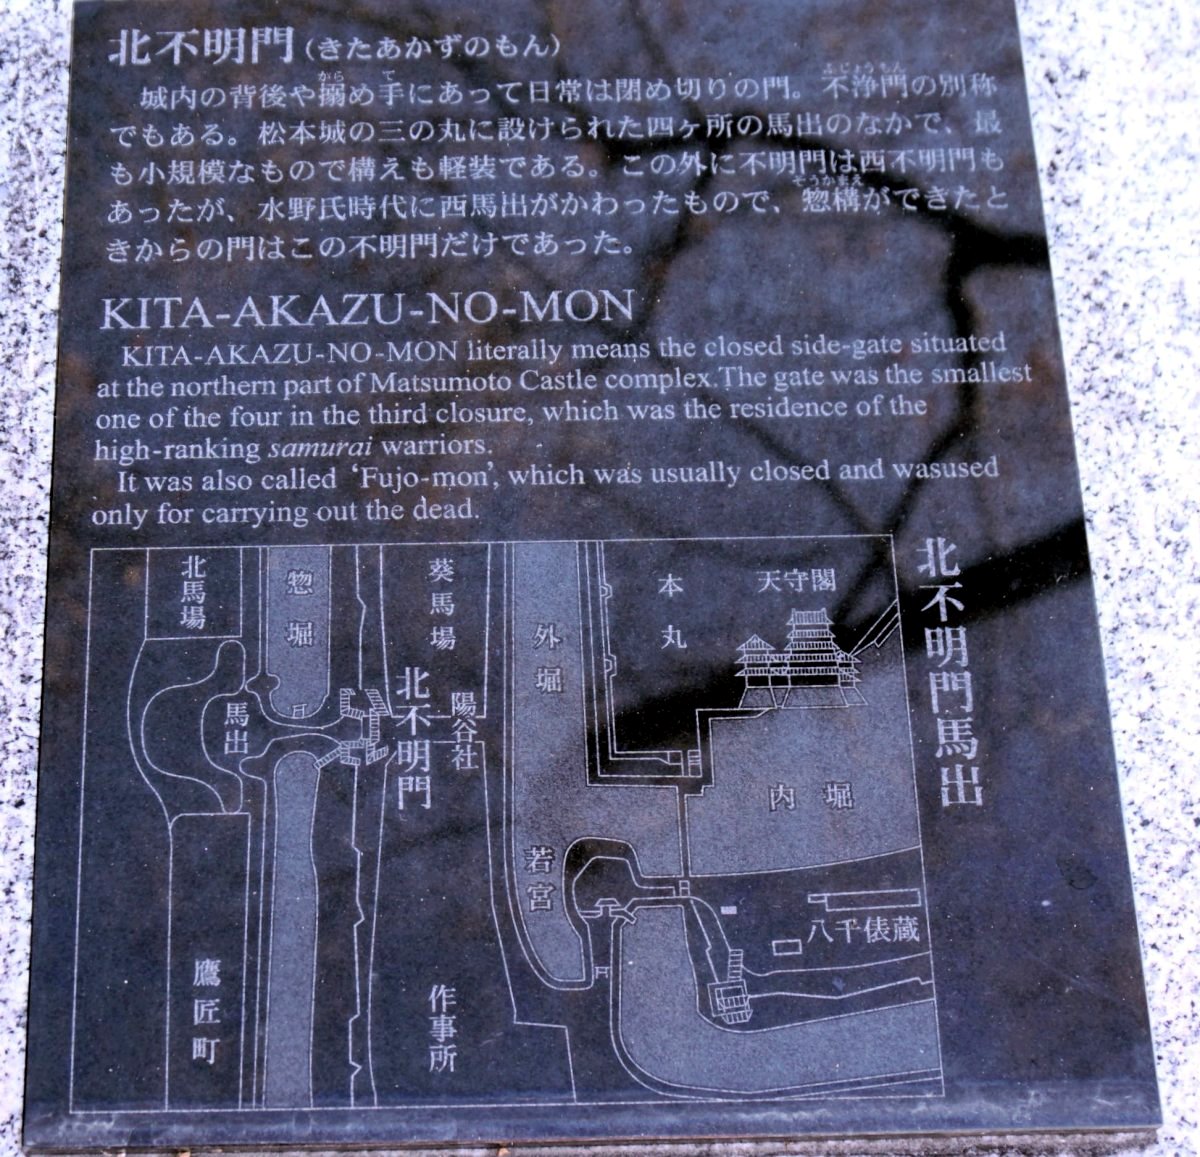 北不明門(きたあかずのもん)
城内の背後や搦め手にあって日常は閉め切りの門。不浄門の別称
でもある。松本城の三の丸に設けられた四ヶ所の馬出のなかで、最
も小規模なもので構えも軽装である。この外に不明門は西不明門も
あったが、水野氏時代に西馬出がかわったもので、惣構ができたと
きからの門はこの不明門だけであった。
KITA-AKAZU-NO-MON
KITA-AKAZU-NO-MON literally means the closed side-gate situated
at the northern part of Matsumoto Castle complex.The gate was the smallest
one of the four in the third closure, which was the residence of the
high-ranking samurai warriors.
It was also called ‘Fujo-mon’, which was usually closed and wasused
only for carrying out the dead.
北不明門馬出
北馬場
惣堀
葵馬場
外堀
本丸
天守閣
馬出
北不明門
陽谷社
内堀
若宮
八千俵蔵
鷹匠町
作事所